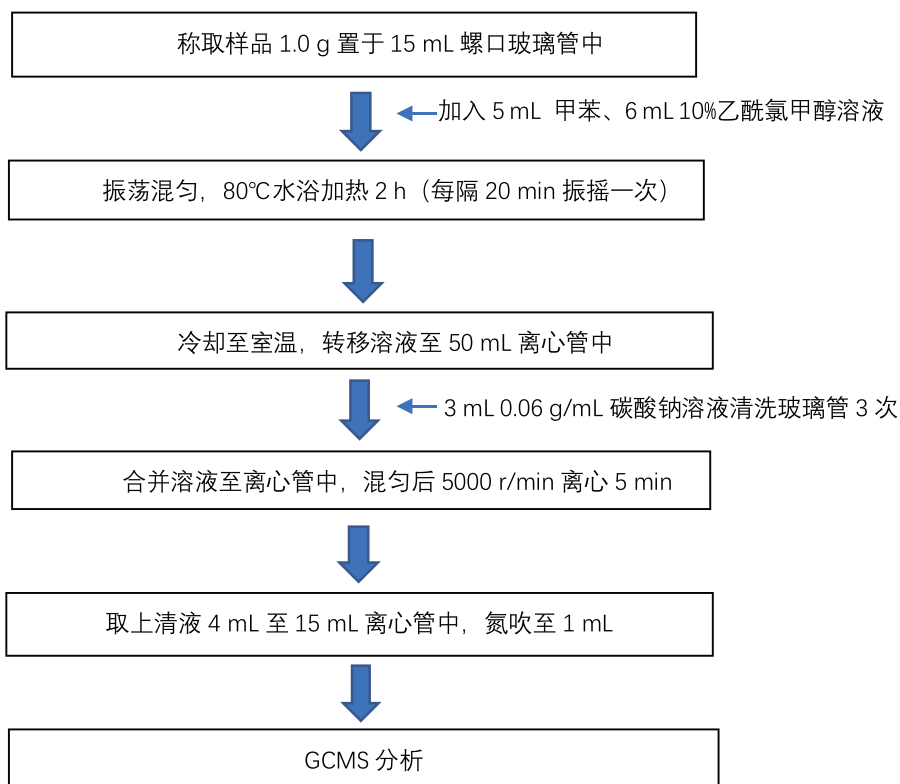 称取样品 1.0 g 置于 15 mL 螺口玻璃管中
加入 5 mL 甲苯、6 mL 10%乙酰氯甲醇溶液
振荡混匀，80℃水浴加热 2 h（每隔 20 min 振摇一次）
冷却至室温，转移溶液至 50 mL 离心管中
3 mL 0.06 g/mL 碳酸钠溶液清洗玻璃管 3 次
合并溶液至离心管中，混匀后 5000 r/min 离心 5 min
取上清液 4 mL 至 15 mL 离心管中，氮吹至 1 mL
GCMS 分析